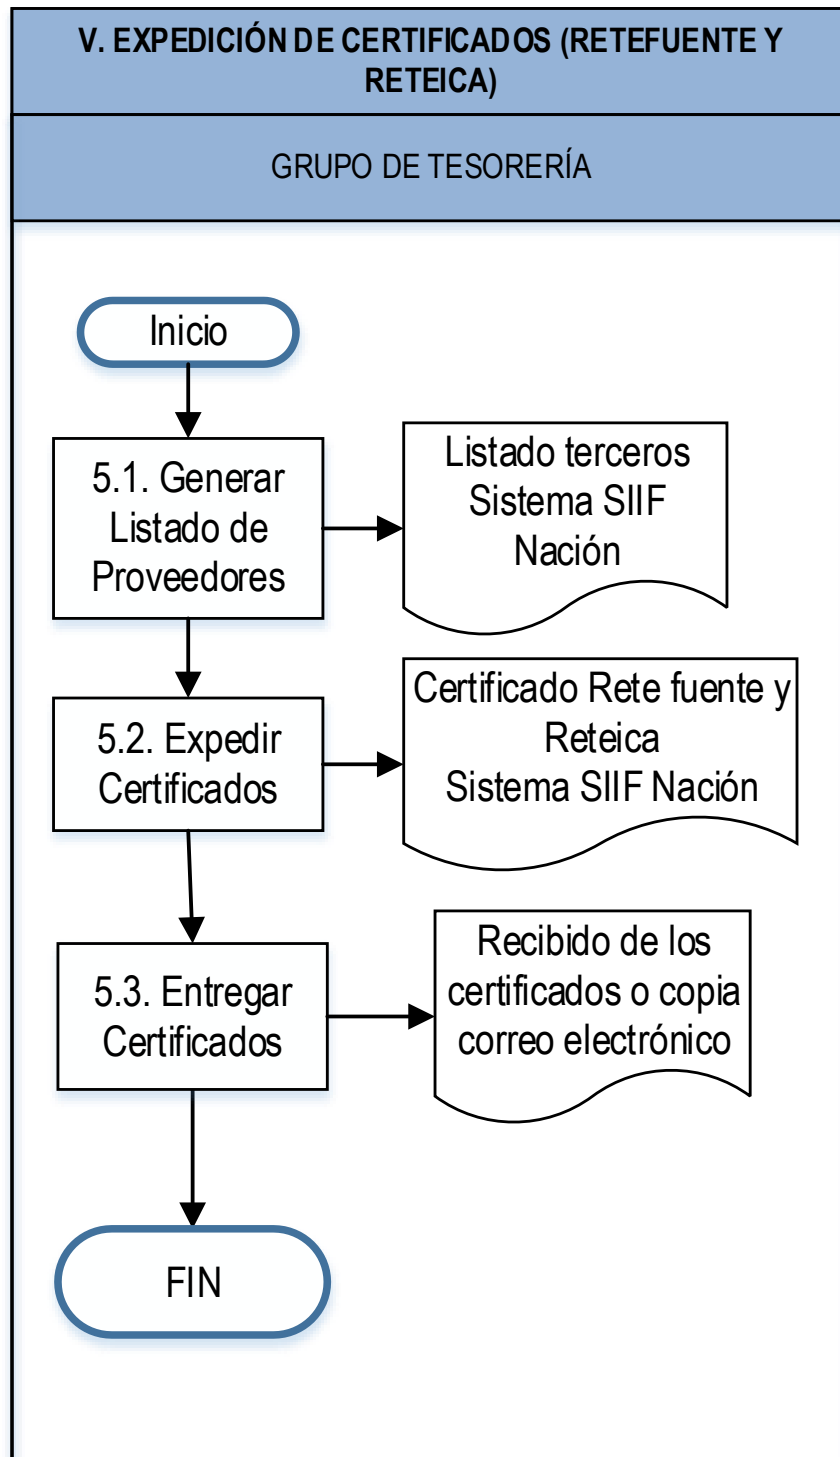 V. EXPEDICIÓN DE CERTIFICADOS (RETEFUENTE Y
RETEICA)
GRUPO DE TESORERÍA
Inicio
5.1. Generar
Listado de
Proveedores
Listado terceros
Sistema SIIF
Nación
5.2. Expedir
Certificados
Certificado Rete fuente y
Reteica
Sistema SIIF Nación
5.3. Entregar
Certificados
Recibido de los
certificados o copia
correo electrónico
FIN